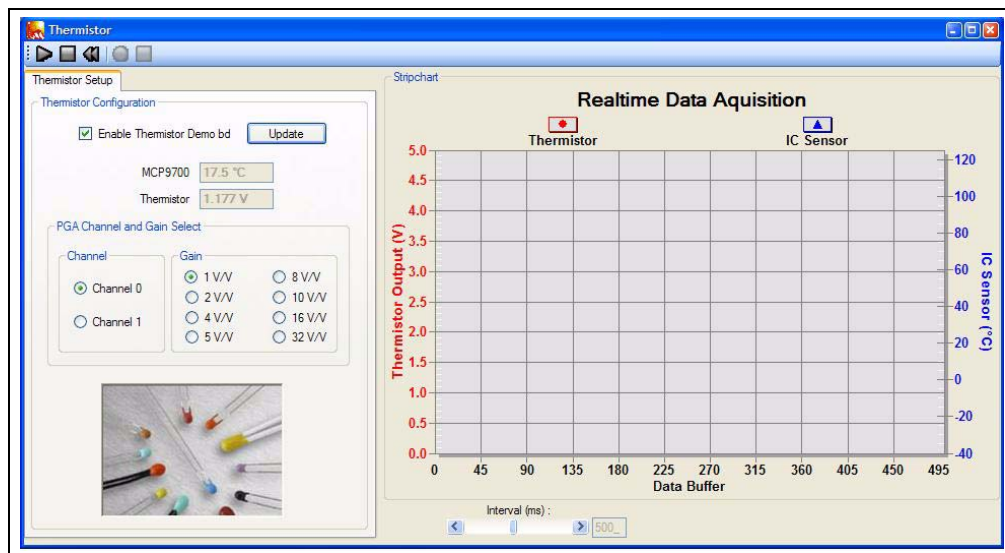 Thermistor
Thermistor Setup
Thermistor Configuration
Enable Thermistor Demo bd
Update
MCP9700
17.5 °C
Thermistor
1.177 V
PGA Channel and Gain Select
Channel
Channel 0
Channel 1
Gain
1 V/V
8 V/V
2 V/V
10 V/V
4 V/V
16 V/V
5 V/V
32 V/V
Stripchart
Realtime Data Aquisition
Thermistor
IC Sensor
Thermistor Output (V)
5.0
4.5
4.0
3.5
3.0
2.5
2.0
1.5
1.0
0.5
0.0
120
100
80
60
40
20
0
-20
-40
IC Sensor (°C)
0 45 90 135 180 225 270 315 360 405 450 495
Data Buffer
Interval (ms) :
500_